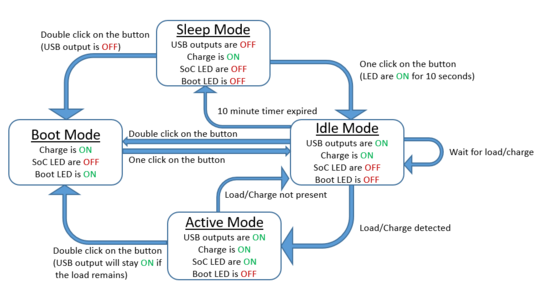 Sleep Mode
USB outputs are OFF
Charge is ON
SoC LED are OFF
Boot LED is OFF
Double click on the button
(USB output is OFF)
One click on the button
(LED are ON for 10 seconds)
10 minute timer expired
Boot Mode
Charge is ON
SoC LED are OFF
Boot LED is ON
Double click on the button
One click on the button
Idle Mode
USB outputs are ON
Charge is ON
SoC LED are OFF
Boot LED is OFF
Wait for load/charge
Load/Charge not present
Load/Charge detected
Active Mode
USB outputs are ON
Charge is ON
SoC LED are ON
Boot LED is OFF
Double click on the button
(USB output will stay ON if
the load remains)